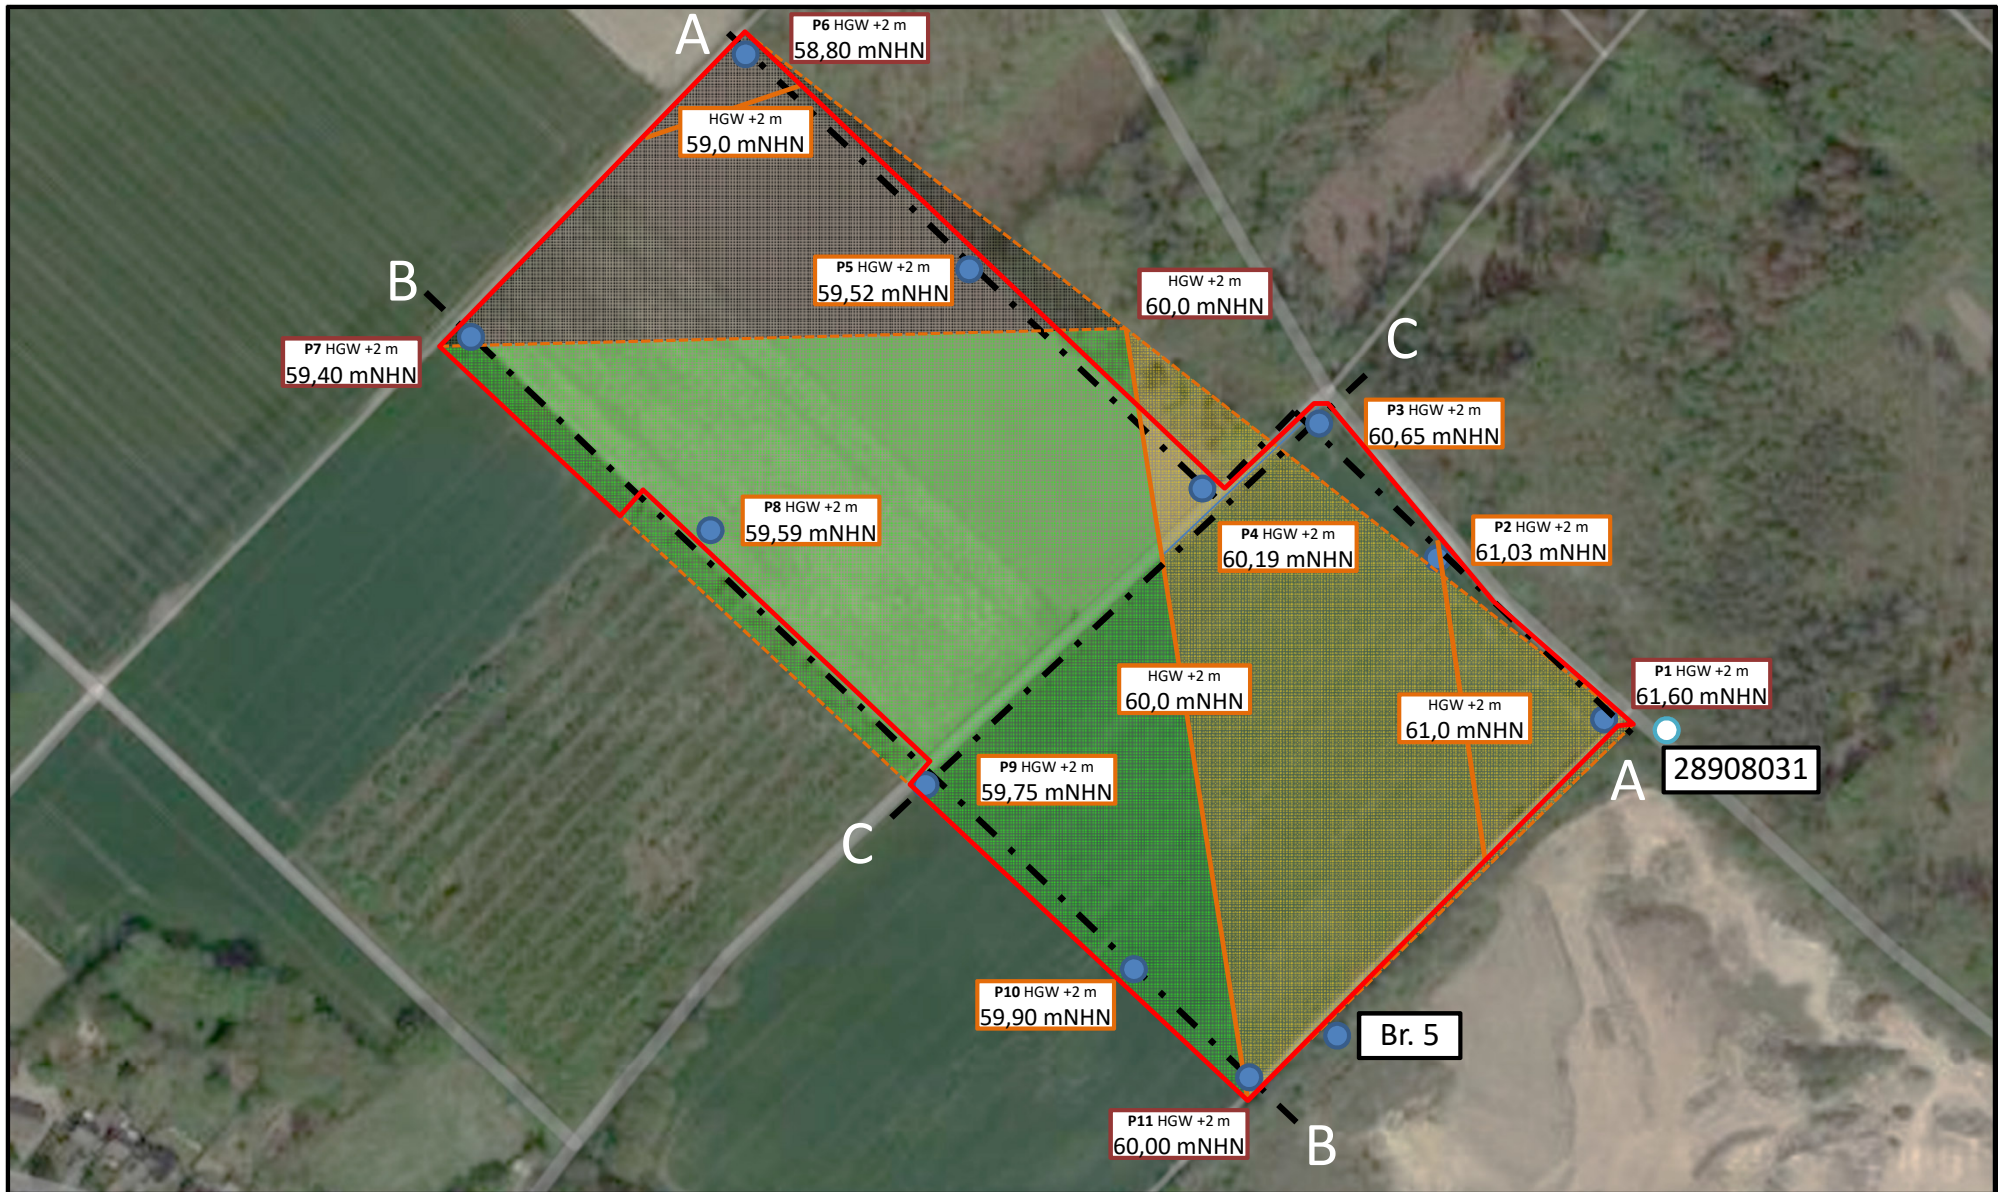 A
P6 HGW +2 m
58,80 mNHN
HGW +2 m
59,0 mNHN
B
P5 HGW +2 m
59,52 mNHN
HGW +2 m
60,0 mNHN
C
P7 HGW +2 m
59,40 mNHN
P3 HGW +2 m
60,65 mNHN
P8 HGW +2 m
59,59 mNHN
P4 HGW +2 m
60,19 mNHN
P2 HGW +2 m
61,03 mNHN
HGW +2 m
60,0 mNHN
HGW +2 m
61,0 mNHN
P1 HGW +2 m
61,60 mNHN
28908031
A
P9 HGW +2 m
59,75 mNHN
C
P10 HGW +2 m
59,90 mNHN
Br. 5
P11 HGW +2 m
60,00 mNHN
B